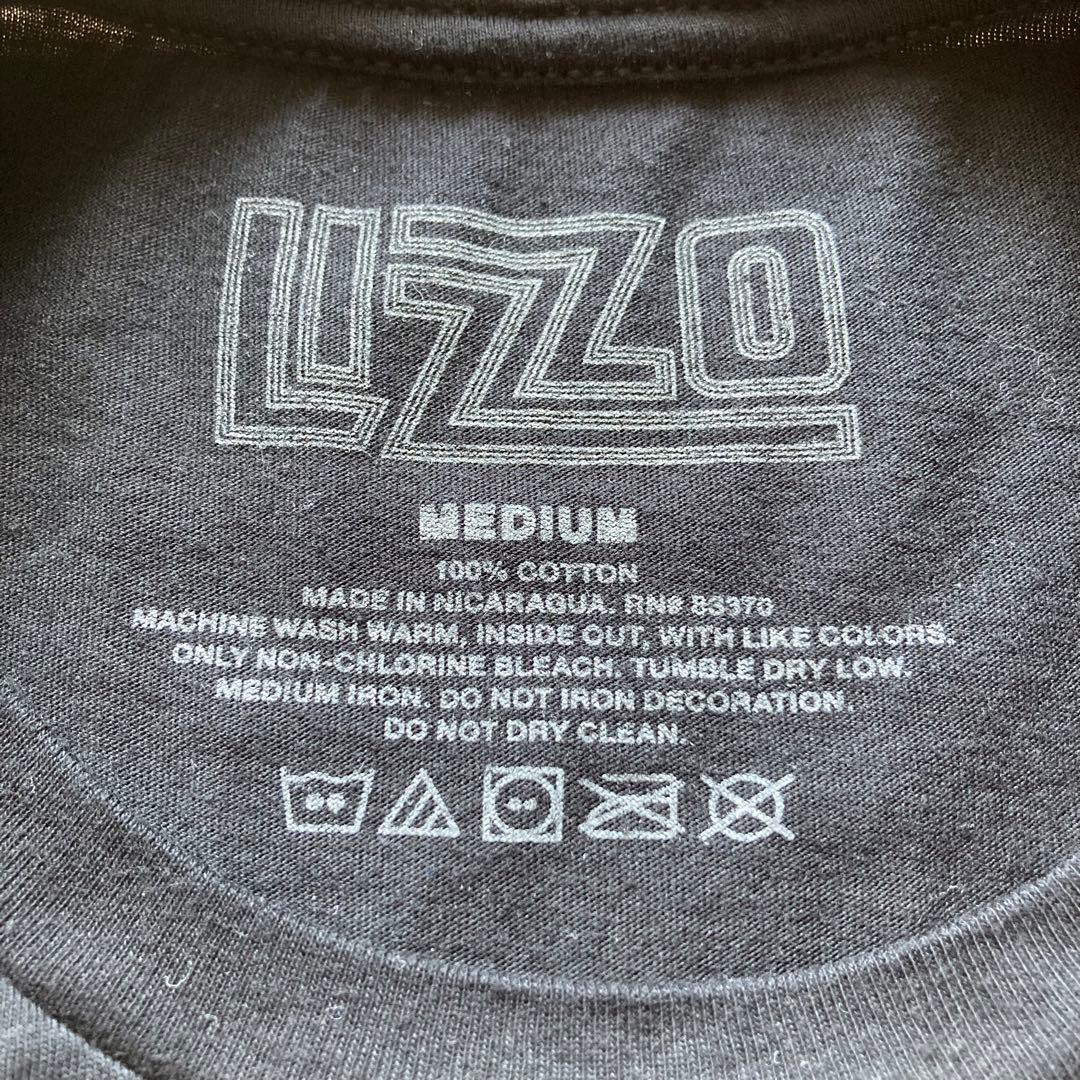 LIZZO
MEDIUM
100% COTTON
MADE IN NICARAGUA. RN# 85370
MACHINE WASH WARM, INSIDE OUT, WITH LIKE COLORS.
ONLY NON-CHLORINE BLEACH. TUMBLE DRY LOW.
MEDIUM IRON. DO NOT IRON DECORATION.
DO NOT DRY CLEAN.